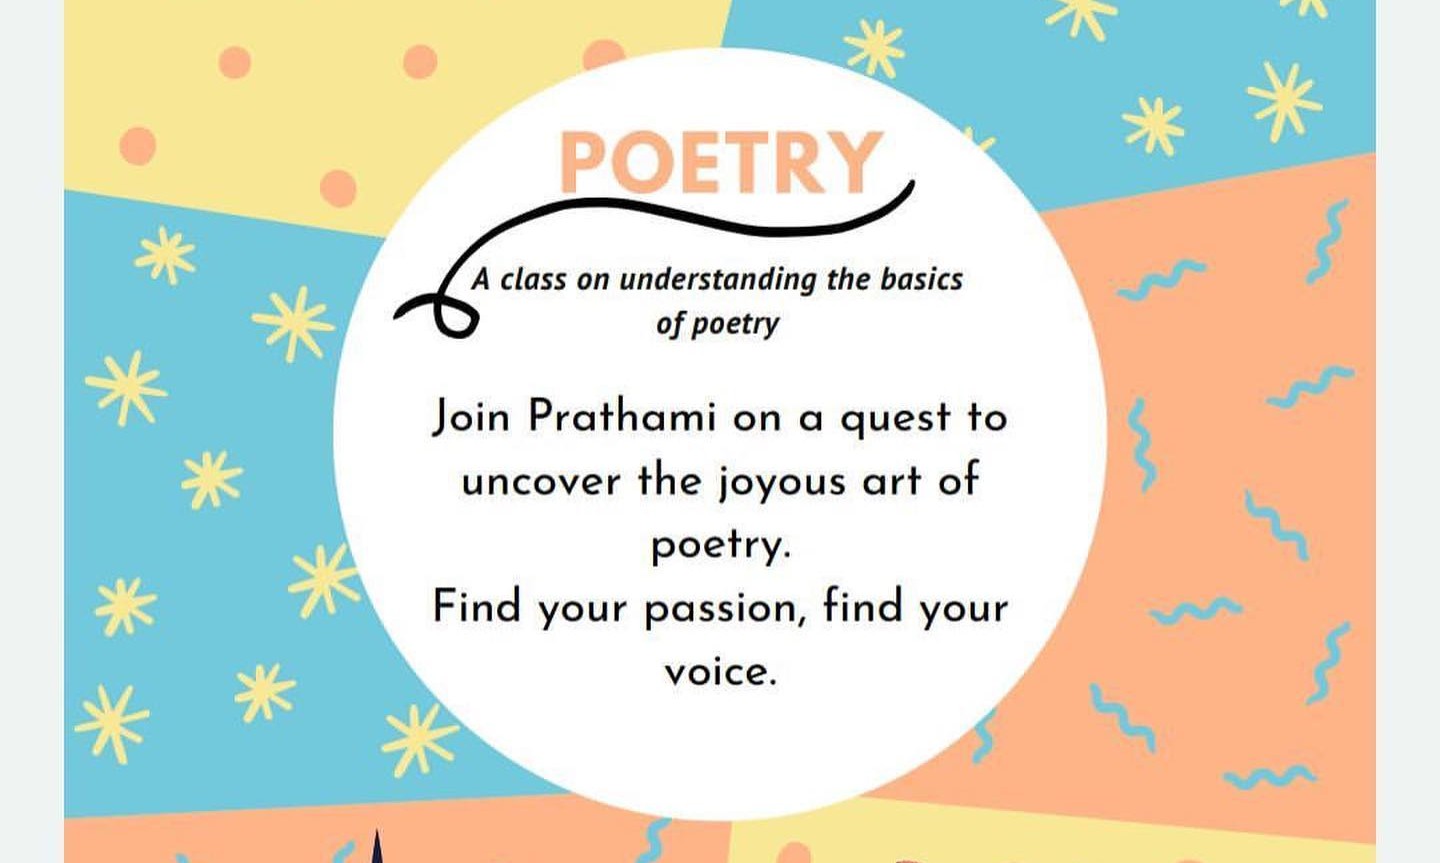 POETRY
A class on understanding the basics
of poetry
Join Prathami on a quest to
uncover the joyous art of
poetry.
Find your passion, find your
voice.